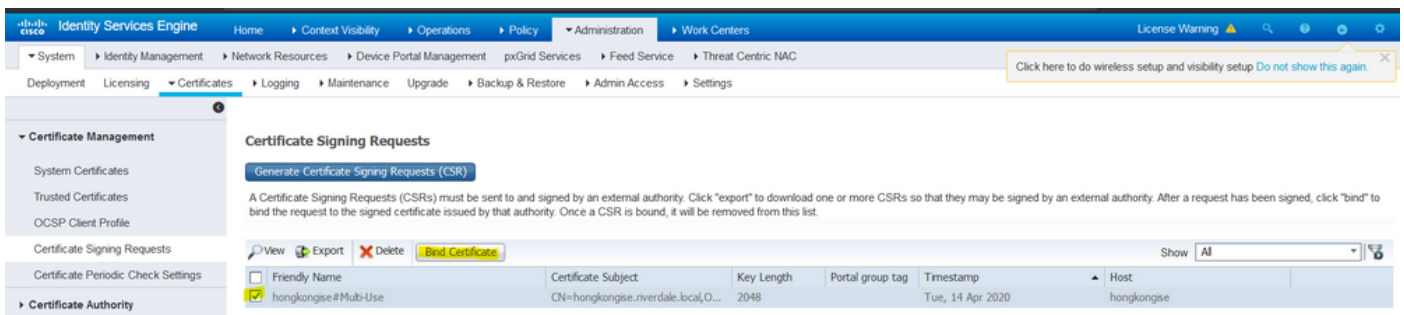 cisco Identity Services Engine Home Context Visibility Operations Policy Administration Work Centers License Warning
System Identity Management Network Resources Device Portal Management pxGrid Services Feed Service Threat Centric NAC
Click here to do wireless setup and visibility setup Do not show this again.
Deployment Licensing Certificates Logging Maintenance Upgrade Backup & Restore Admin Access Settings
Certificate Management
System Certificates
Trusted Certificates
OCSP Client Profile
Certificate Signing Requests
Certificate Periodic Check Settings
Certificate Authority
Certificate Signing Requests
Generate Certificate Signing Requests (CSR)
A Certificate Signing Requests (CSRs) must be sent to and signed by an external authority. Click "export" to download one or more CSRs so that they may be signed by an external authority. After a request has been signed, click "bind" to
bind the request to the signed certificate issued by that authority. Once a CSR is bound, it will be removed from this list.
View Export Delete Bind Certificate Show All
Friendly Name Certificate Subject Key Length Portal group tag Timestamp Host
hongkongise#Multi-Use CN=hongkongise.riverdale.local,O... 2048 Tue, 14 Apr 2020 hongkongise